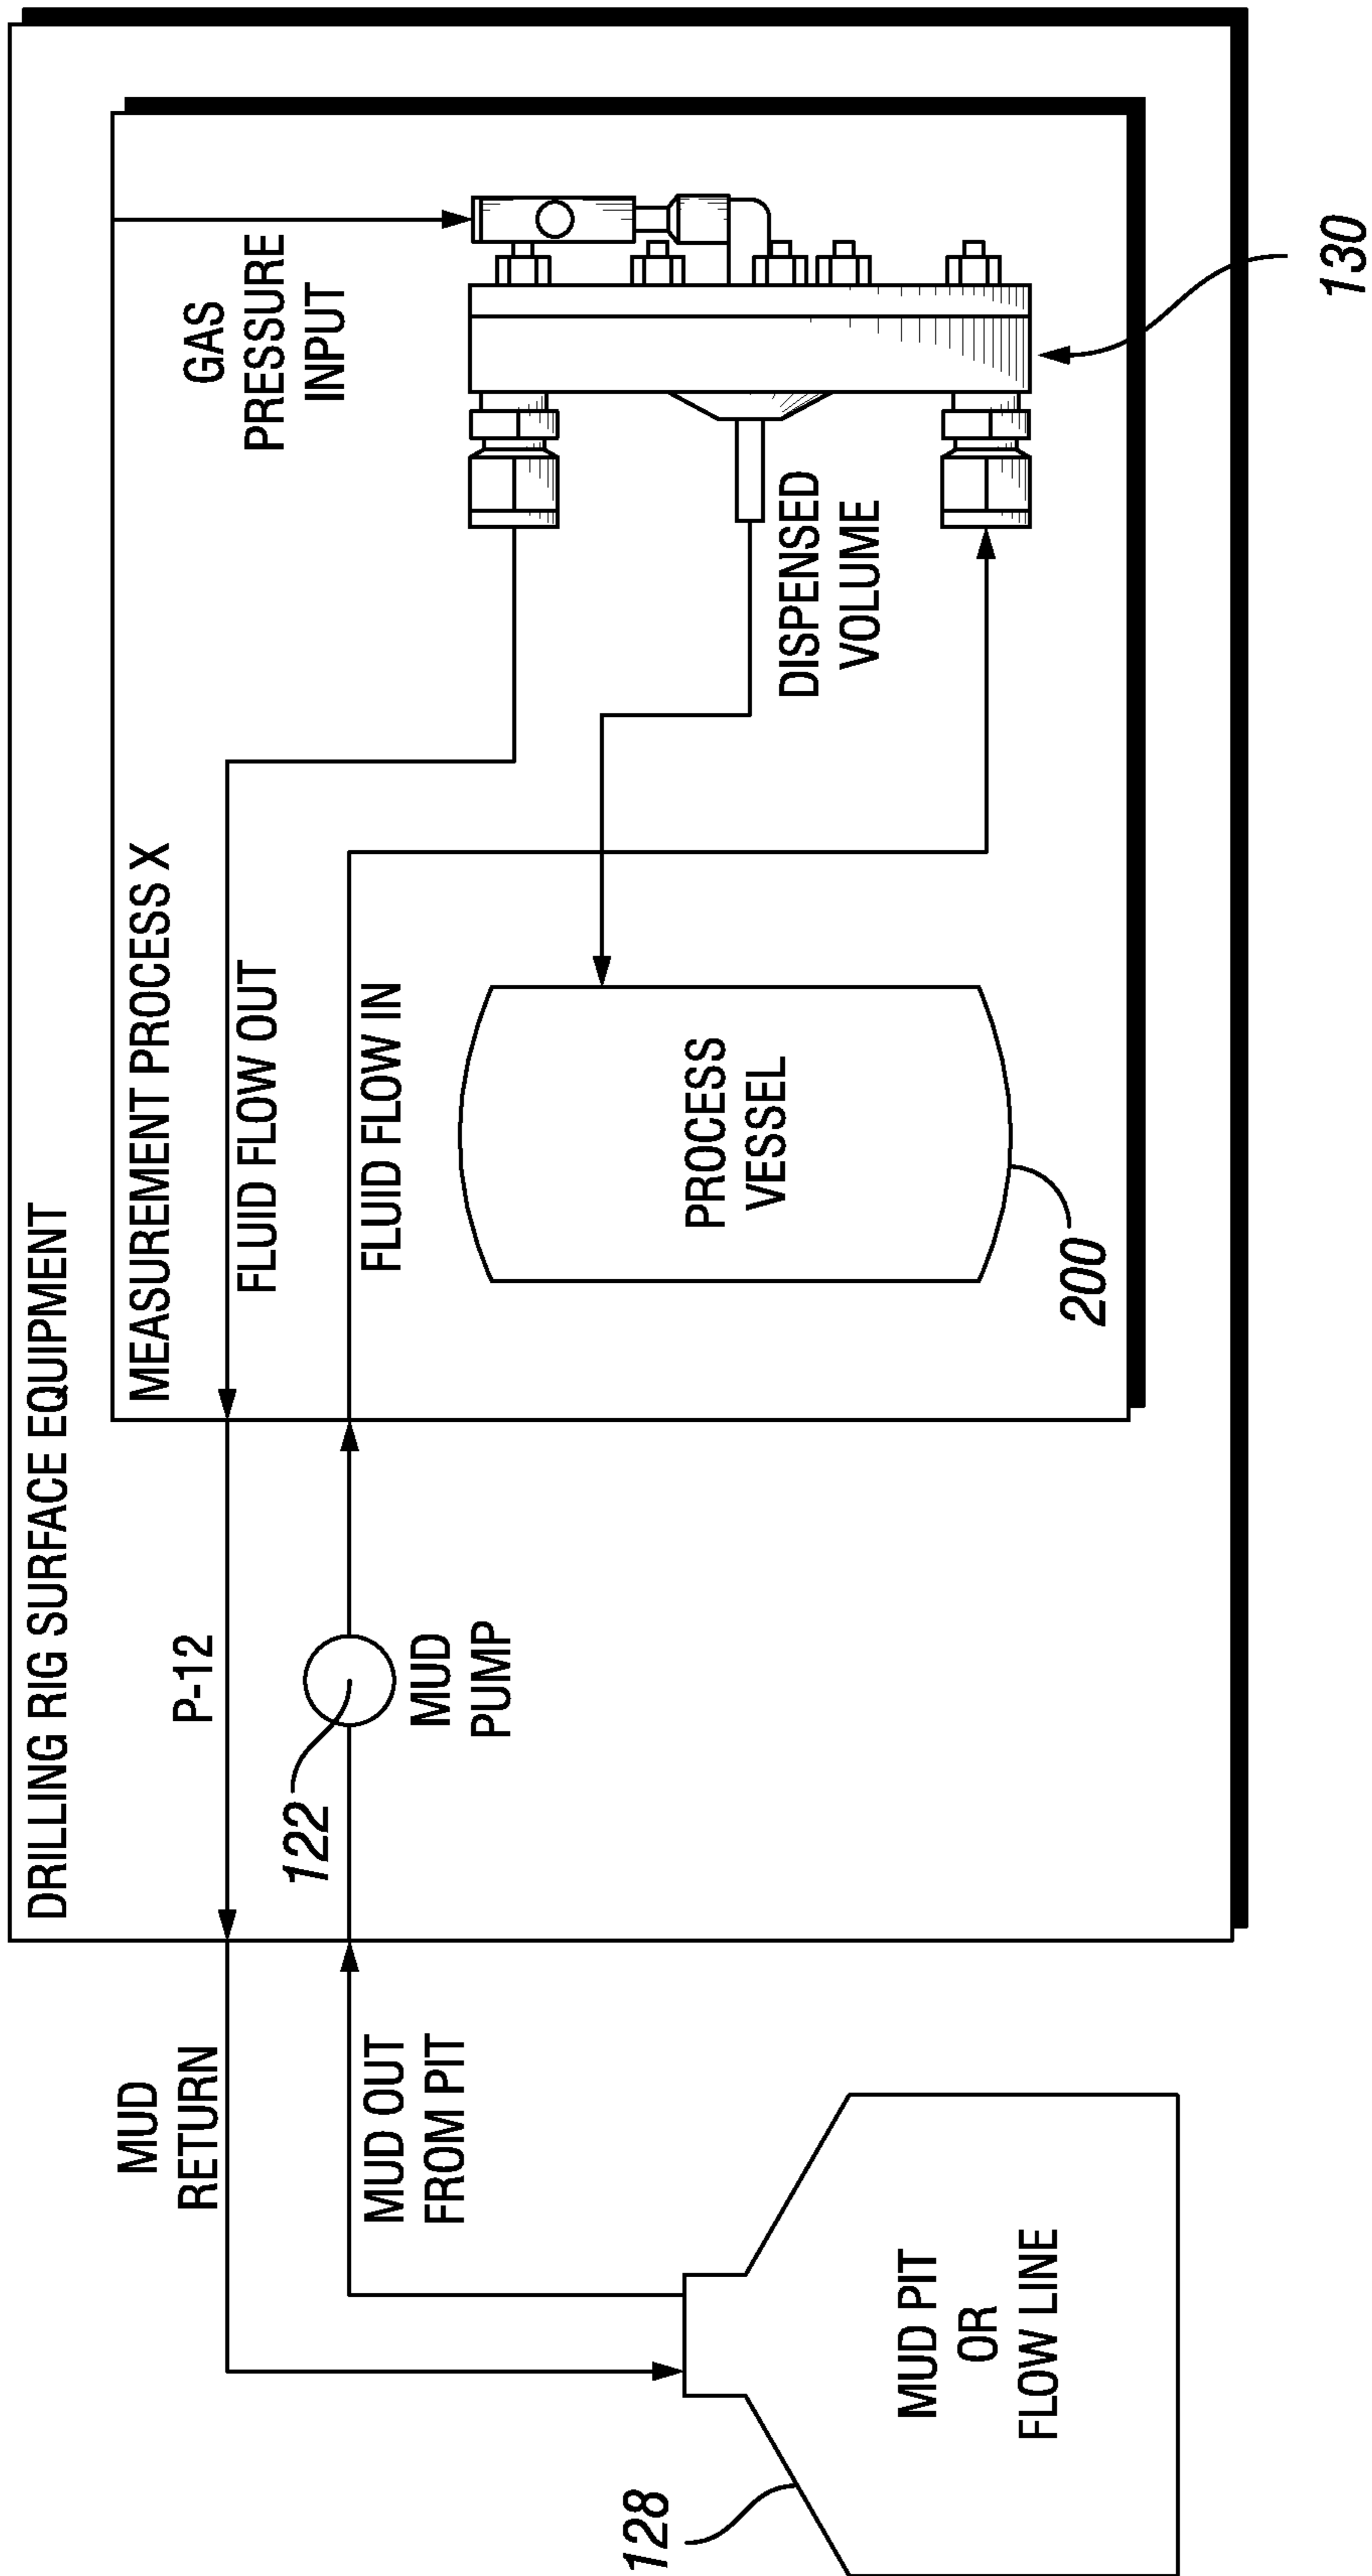 DRILLING RIG SURFACE EQUIPMENT
MEASUREMENT PROCESS X
MUD
RETURN
P-12
FLUID FLOW OUT
GAS
PRESSURE
INPUT
122
MUD OUT
FROM PIT
MUD
PUMP
FLUID FLOW IN
PROCESS
VESSEL
DISPENSED
VOLUME
128
MUD PIT
OR
FLOW LINE
200
130